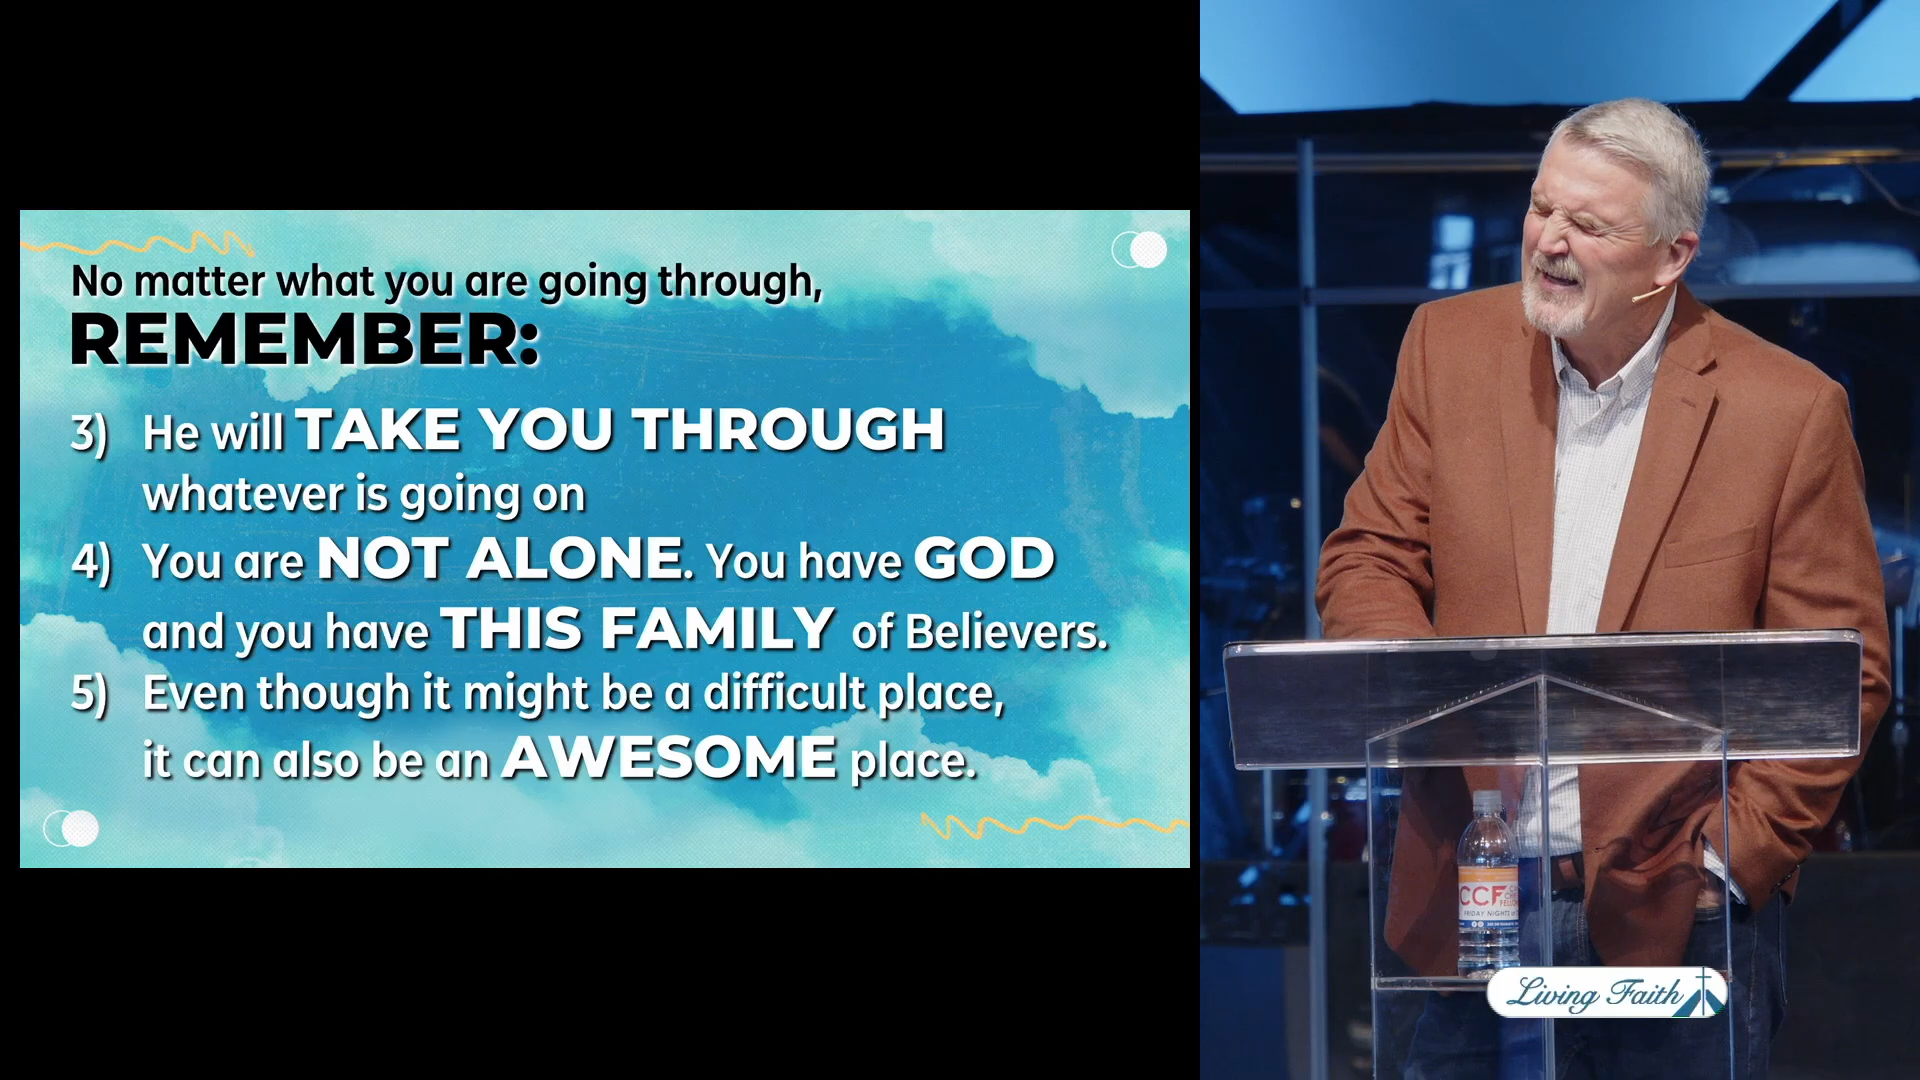 No matter what you are going through,
REMEMBER:
3) He will TAKE YOU THROUGH
whatever is going on
4) You are NOT ALONE. You have GOD
and you have THIS FAMILY of Believers.
5) Even though it might be a difficult place,
it can also be an AWESOME place.
CCF
FRIDAY NIGHTS
Living Faith